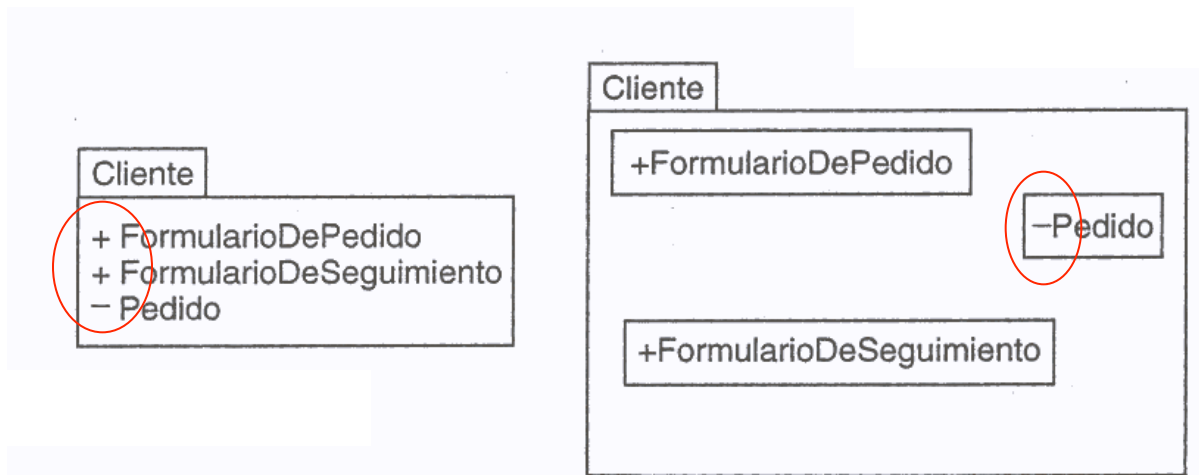 Cliente
+ FormularioDePedido
+ FormularioDeSeguimiento
− Pedido
Cliente
+FormularioDePedido
−Pedido
+FormularioDeSeguimiento